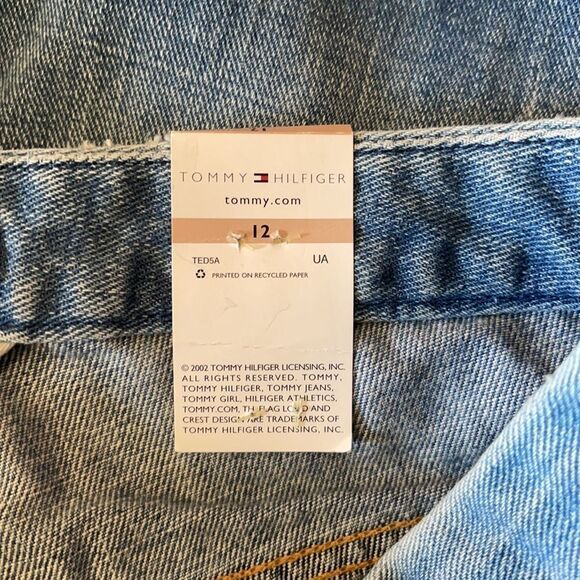 TOMMY HILFIGER
tommy.com
12
TED5A UA
PRINTED ON RECYCLED PAPER
© 2002 TOMMY HILFIGER LICENSING, INC.
ALL RIGHTS RESERVED. TOMMY,
TOMMY HILFIGER, TOMMY JEANS,
TOMMY GIRL, HILFIGER ATHLETICS,
TOMMY.COM, FLAG LOGO AND
CREST DESIGN ARE TRADEMARKS OF
TOMMY HILFIGER LICENSING, INC.